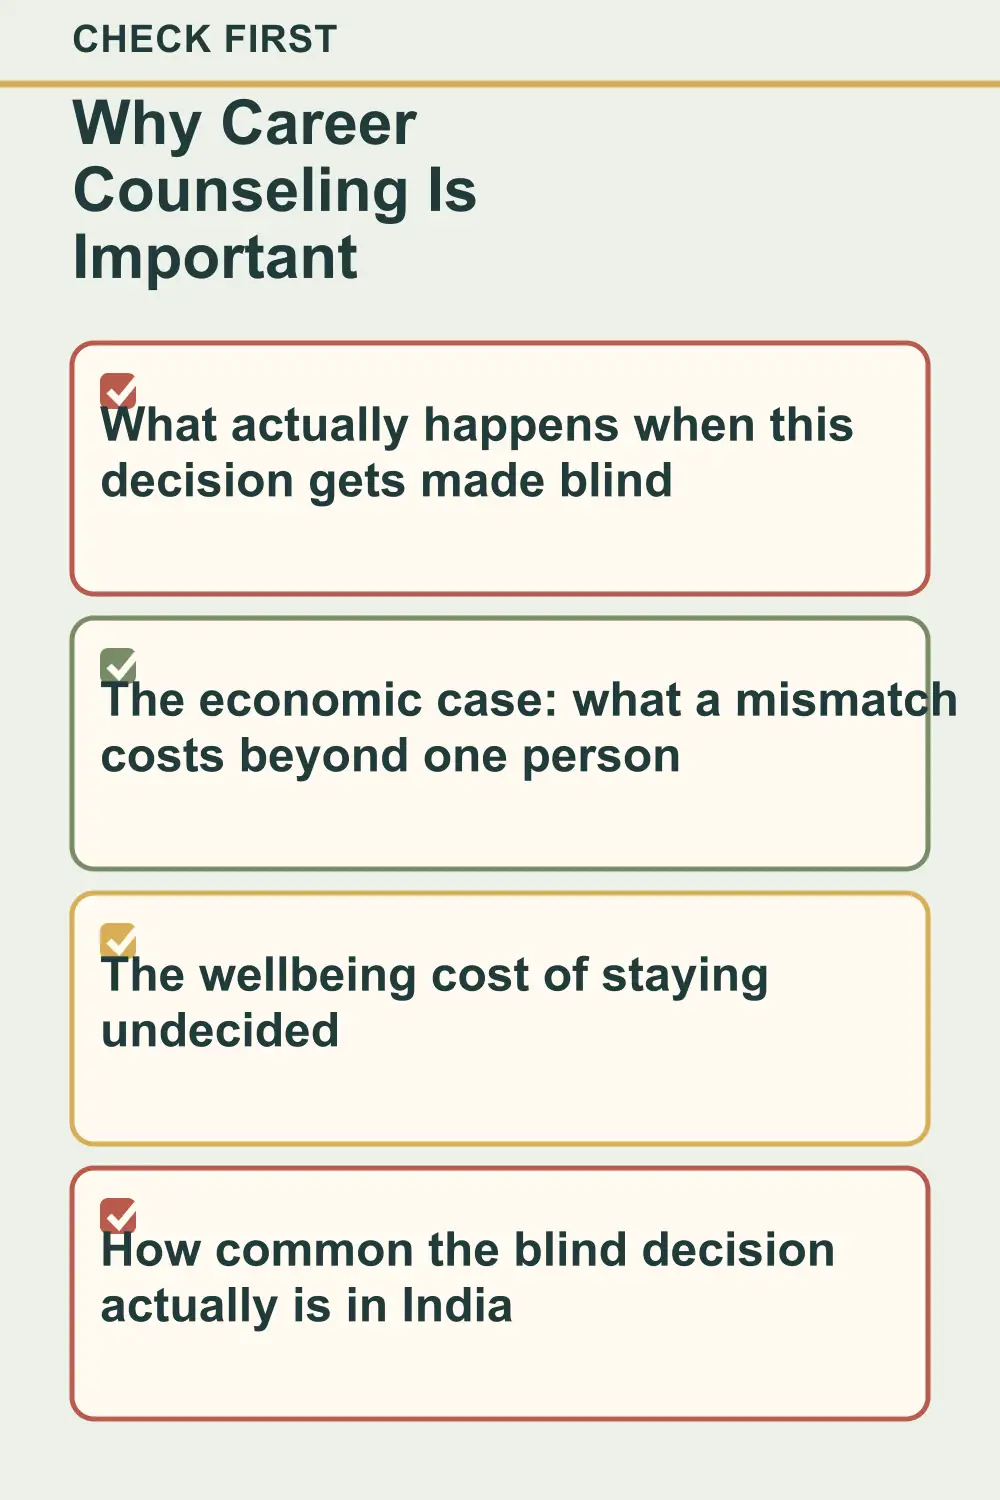 CHECK FIRST
Why Career
Counseling Is
Important
What actually happens when this
decision gets made blind
The economic case: what a mismatch
costs beyond one person
The wellbeing cost of staying
undecided
How common the blind decision
actually is in India